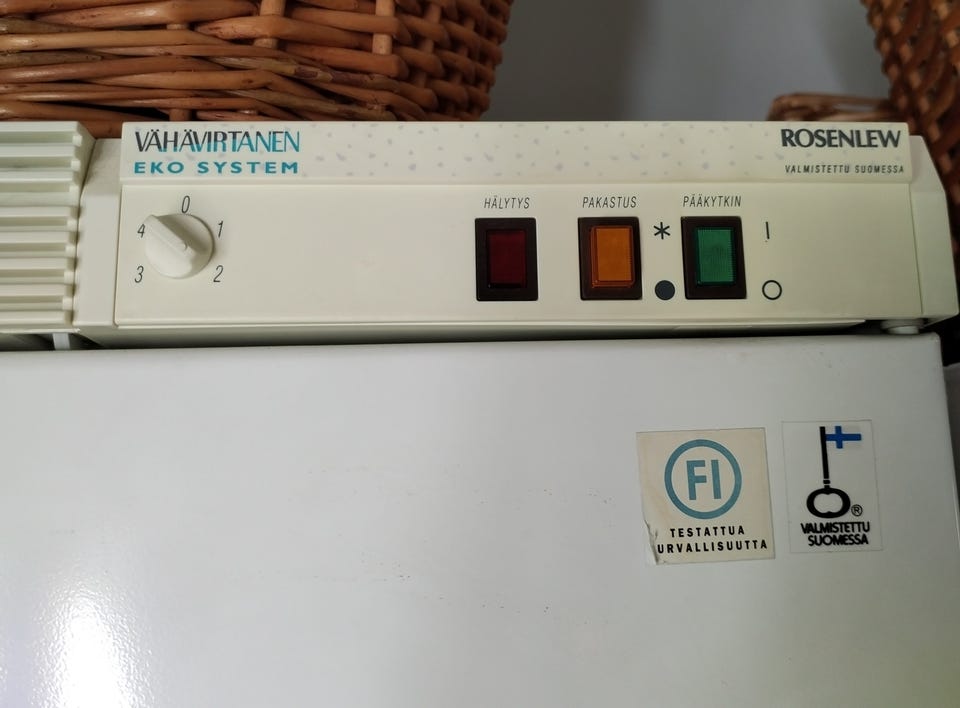 VÄHÄVIRTANEN
EKO SYSTEM
ROSENLEW
VALMISTETTU SUOMESSA
0
1
2
3
4
HÄLYTYS
PAKASTUS
PÄÄKYTKIN
I
FI
TESTATTUA
URVALLISUUTTA
VALMISTETTU
SUOMESSA
®